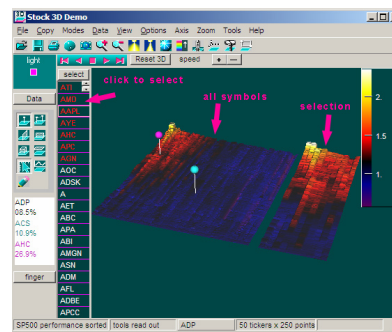 Stock 3D Demo
File Copy Modes Data View Options Axis Zoom Tools Help
light
Reset 3D speed
select
click to select
all symbols
selection
Data
ATI
AMD
AAPL
AYE
AHC
APC
AGN
AOC
ADSK
A
AET
ABC
APA
ABI
AMGN
ASN
ADM
AFL
ADBE
APCC
2.
1.5
1.
ADP
08.5%
ACS
10.9%
AHC
26.9%
finger
SP500 performance sorted tools read out ADP 50 tickers x 250 points